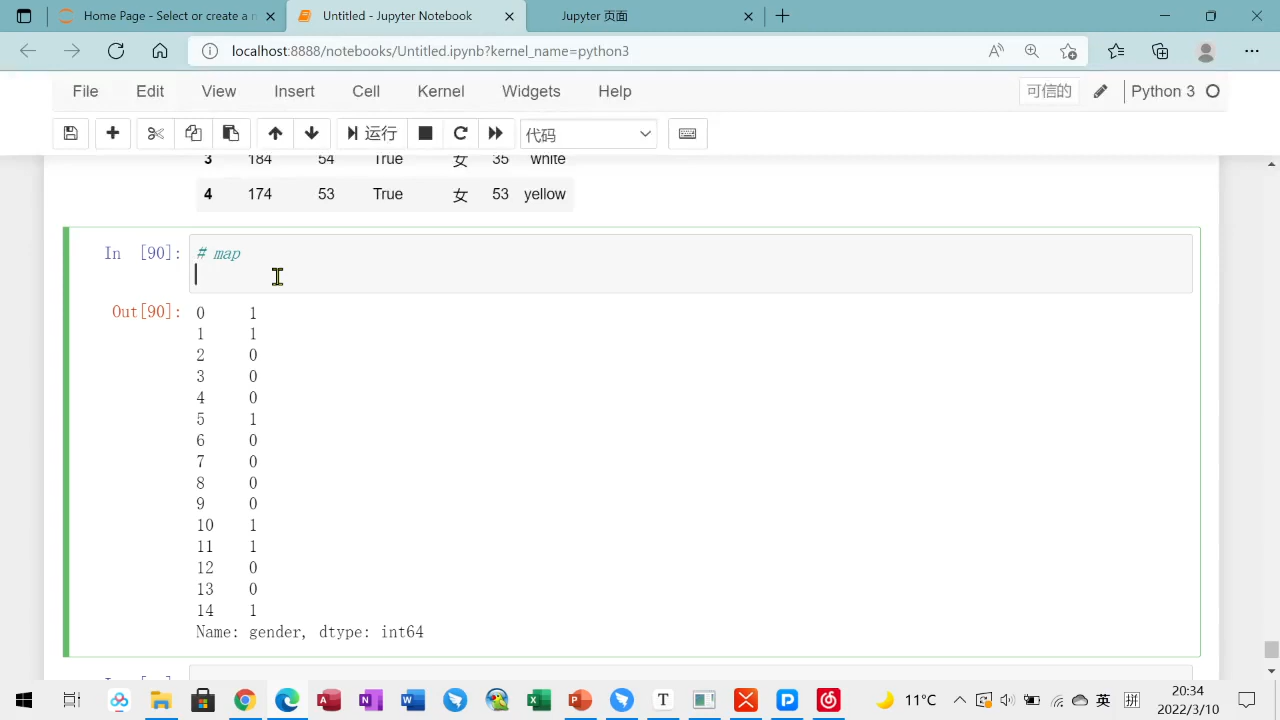 Home Page - Select or create a n
Untitled - Jupyter Notebook
Jupyter 页面
localhost:8888/notebooks/Untitled.ipynb?kernel_name=python3
File Edit View Insert Cell Kernel Widgets Help 可信的 Python 3
运行 代码
3 184 54 True 女 35 white
4 174 53 True 女 53 yellow
In [90]: # map
Out[90]: 0 1
1 1
2 0
3 0
4 0
5 1
6 0
7 0
8 0
9 0
10 1
11 1
12 0
13 0
14 1
Name: gender, dtype: int64
11°C 英 拼 20:34
2022/3/10